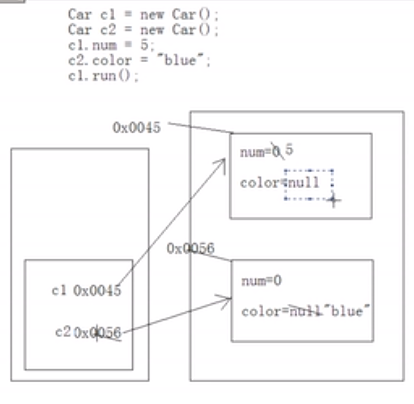 Car c1 = new Car();
Car c2 = new Car();
c1.num = 5;
c2.color = "blue";
c1.run();
0x0045
num=0 5
color=null
0x0056
c1 0x0045
num=0
c2 0x0056
color=null"blue"